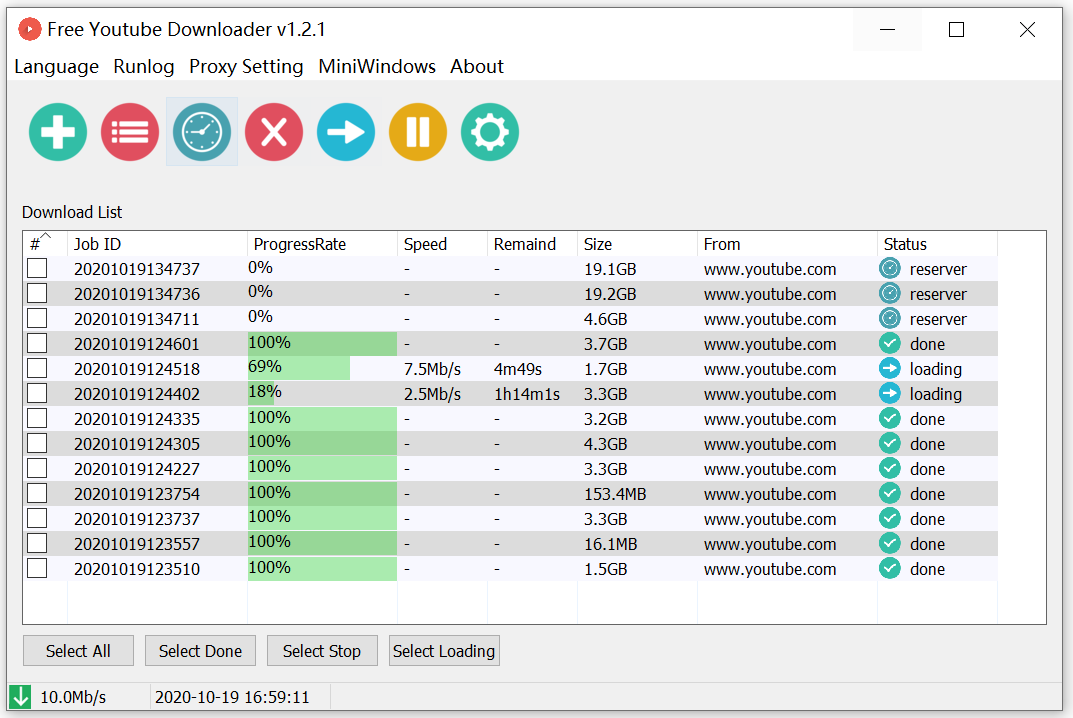 Free Youtube Downloader v1.2.1
Language Runlog Proxy Setting MiniWindows About
Download List
# Job ID ProgressRate Speed Remaind Size From Status
20201019134737 0% - - 19.1GB www.youtube.com reserver
20201019134736 0% - - 19.2GB www.youtube.com reserver
20201019134711 0% - - 4.6GB www.youtube.com reserver
20201019124601 100% - - 3.7GB www.youtube.com done
20201019124518 69% 7.5Mb/s 4m49s 1.7GB www.youtube.com loading
20201019124402 18% 2.5Mb/s 1h14m1s 3.3GB www.youtube.com loading
20201019124335 100% - - 3.2GB www.youtube.com done
20201019124305 100% - - 4.3GB www.youtube.com done
20201019124227 100% - - 3.3GB www.youtube.com done
20201019123754 100% - - 153.4MB www.youtube.com done
20201019123737 100% - - 3.3GB www.youtube.com done
20201019123557 100% - - 16.1MB www.youtube.com done
20201019123510 100% - - 1.5GB www.youtube.com done
Select All Select Done Select Stop Select Loading
10.0Mb/s 2020-10-19 16:59:11